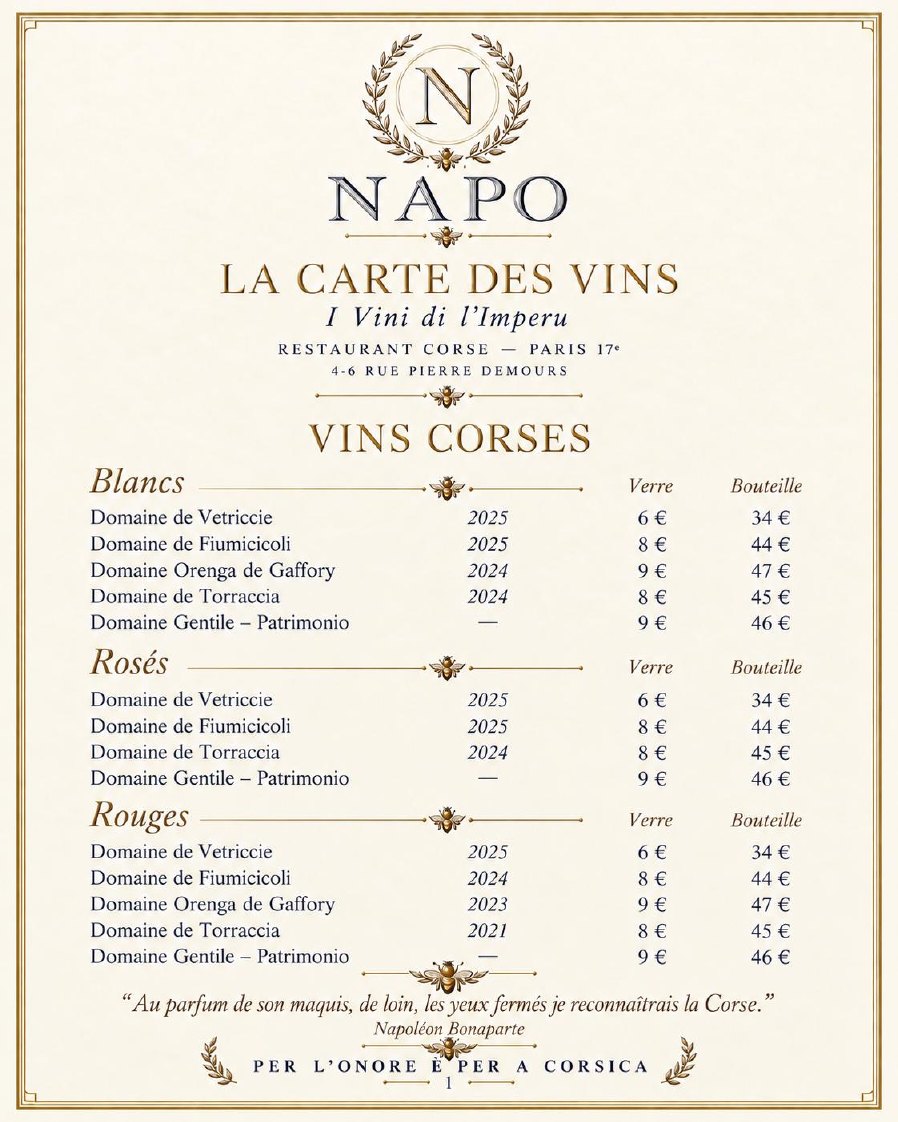 N
NAPO
LA CARTE DES VINS
I Vini di l’Imperu
RESTAURANT CORSE — PARIS 17e
4-6 RUE PIERRE DEMOURS
VINS CORSES
Blancs Verre Bouteille
Domaine de Vetriccie 2025 6 € 34 €
Domaine de Fiumicicoli 2025 8 € 44 €
Domaine Orenga de Gaffory 2024 9 € 47 €
Domaine de Torraccia 2024 8 € 45 €
Domaine Gentile – Patrimonio — 9 € 46 €
Rosés Verre Bouteille
Domaine de Vetriccie 2025 6 € 34 €
Domaine de Fiumicicoli 2025 8 € 44 €
Domaine de Torraccia 2024 8 € 45 €
Domaine Gentile – Patrimonio — 9 € 46 €
Rouges Verre Bouteille
Domaine de Vetriccie 2025 6 € 34 €
Domaine de Fiumicicoli 2024 8 € 44 €
Domaine Orenga de Gaffory 2023 9 € 47 €
Domaine de Torraccia 2021 8 € 45 €
Domaine Gentile – Patrimonio — 9 € 46 €
“Au parfum de son maquis, de loin, les yeux fermés je reconnaîtrais la Corse.”
Napoléon Bonaparte
PER L’ONORE È PER A CORSICA
1